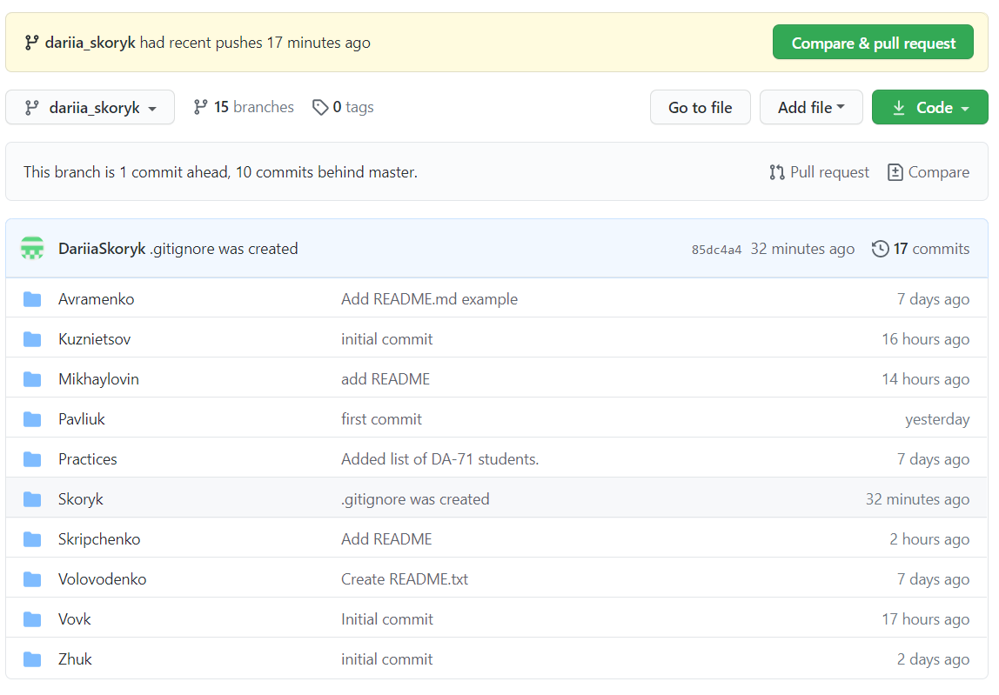 dariia_skoryk had recent pushes 17 minutes ago Compare & pull request
dariia_skoryk 15 branches 0 tags Go to file Add file Code
This branch is 1 commit ahead, 10 commits behind master. Pull request Compare
DariiaSkoryk .gitignore was created 85dc4a4 32 minutes ago 17 commits
Avramenko Add README.md example 7 days ago
Kuznietsov initial commit 16 hours ago
Mikhaylovin add README 14 hours ago
Pavliuk first commit yesterday
Practices Added list of DA-71 students. 7 days ago
Skoryk .gitignore was created 32 minutes ago
Skripchenko Add README 2 hours ago
Volovodenko Create README.txt 7 days ago
Vovk Initial commit 17 hours ago
Zhuk initial commit 2 days ago